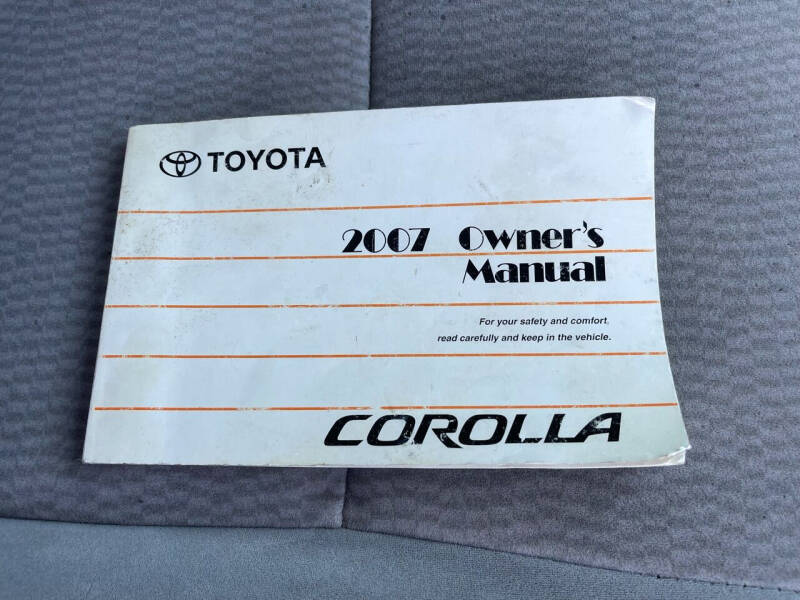 TOYOTA
2007 Owner's
Manual
For your safety and comfort,
read carefully and keep in the vehicle.
COROLLA